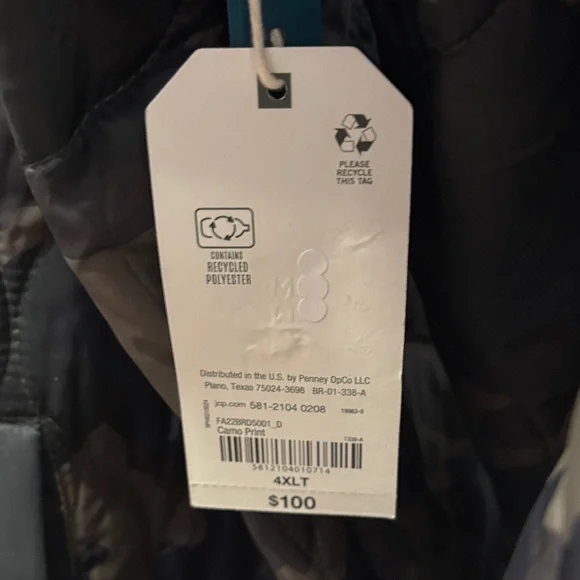 PLEASE
RECYCLE
THIS TAG
CONTAINS
RECYCLED
POLYESTER
Distributed in the U.S. by Penney OpCo LLC
Plano, Texas 75024-3698 BR-01-338-A
jcp.com 581-2104 0208
FA22BRD5001_D
Camo Print
1338-A
5812104010714
4XLT
$100